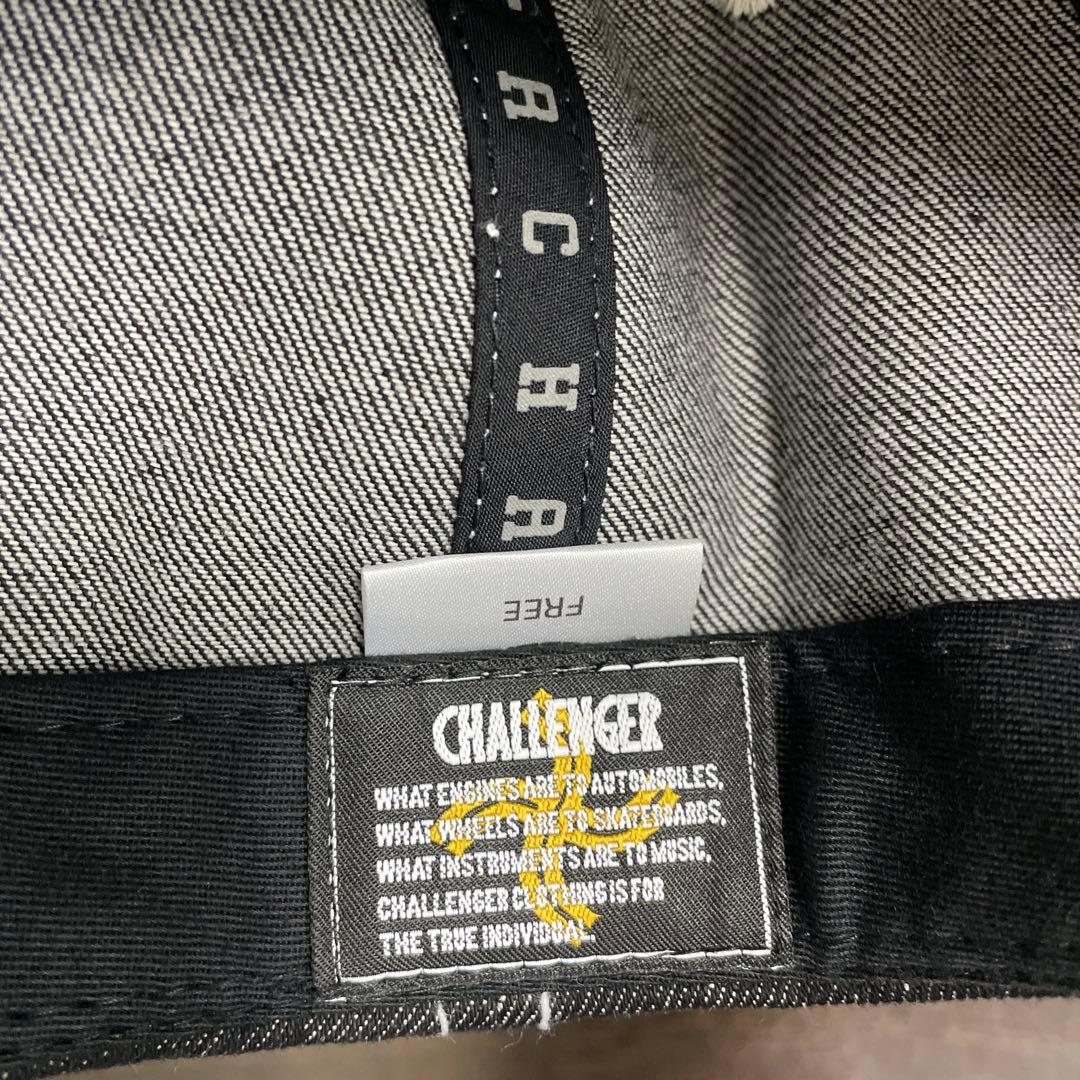 R
C
H
A
FREE
CHALLENGER
WHAT ENGINES ARE TO AUTOMOBILES,
WHAT WHEELS ARE TO SKATEBOARDS,
WHAT INSTRUMENTS ARE TO MUSIC,
CHALLENGER CLOTHING IS FOR
THE TRUE INDIVIDUAL.